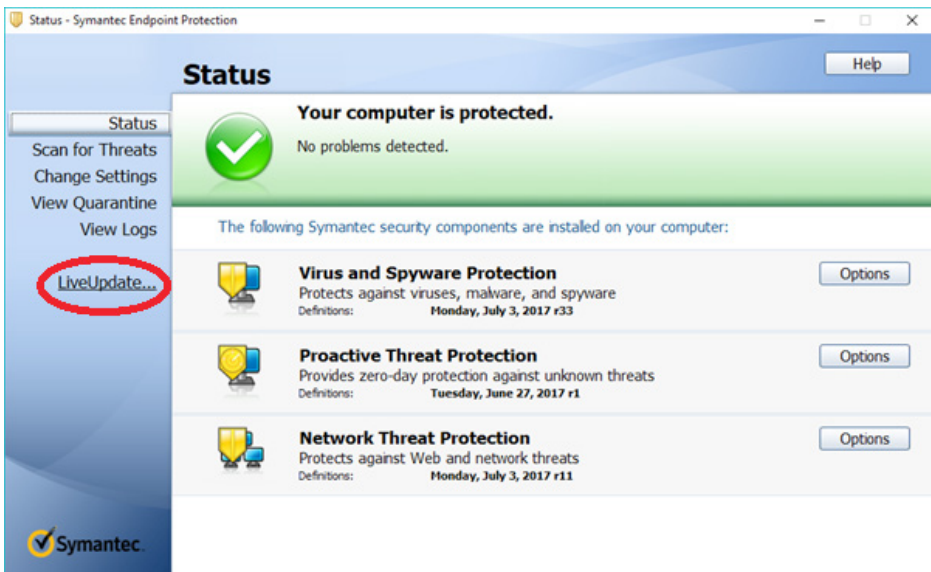 Status - Symantec Endpoint Protection
Status
Help
Status
Scan for Threats
Change Settings
View Quarantine
View Logs
LiveUpdate...
Your computer is protected.
No problems detected.
The following Symantec security components are installed on your computer:
Virus and Spyware Protection
Protects against viruses, malware, and spyware
Definitions: Monday, July 3, 2017 r33
Options
Proactive Threat Protection
Provides zero-day protection against unknown threats
Definitions: Tuesday, June 27, 2017 r1
Options
Network Threat Protection
Protects against Web and network threats
Definitions: Monday, July 3, 2017 r11
Options
Symantec.